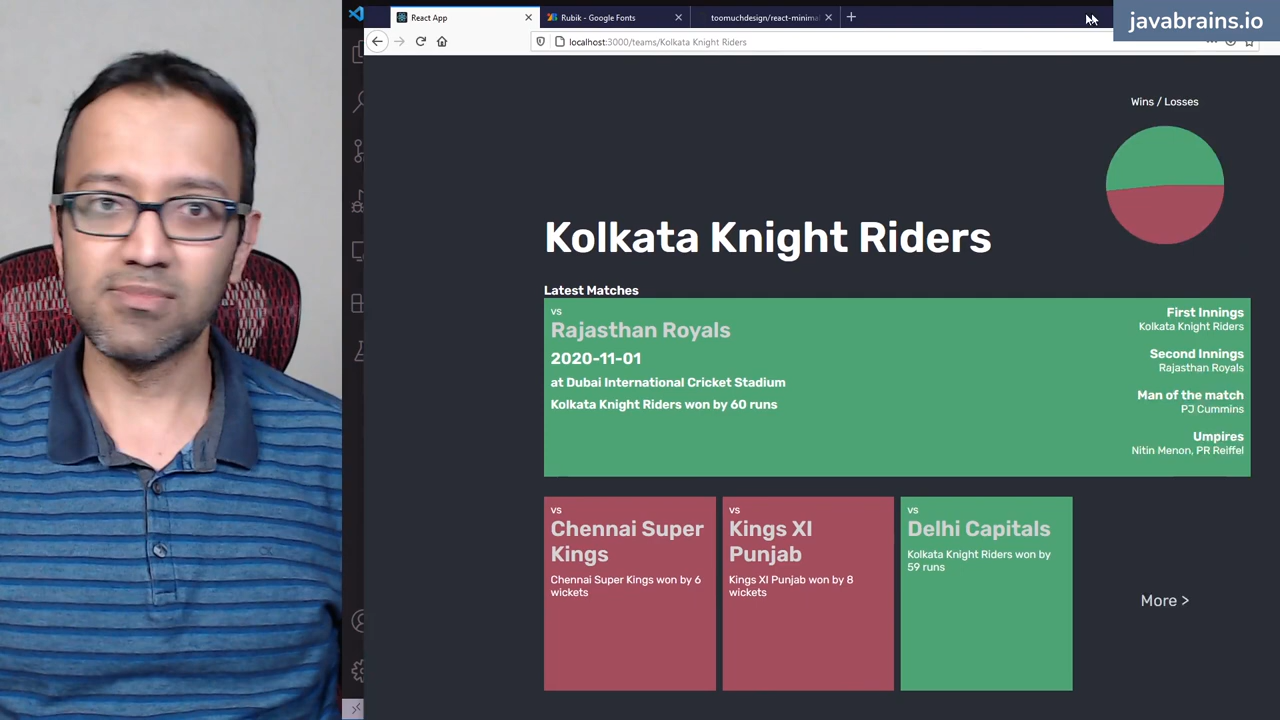 React App
Rubik - Google Fonts
toomuchdesign/react-minimal
javabrains.io
localhost:3000/teams/Kolkata Knight Riders
Wins / Losses
Kolkata Knight Riders
Latest Matches
vs
Rajasthan Royals
2020-11-01
at Dubai International Cricket Stadium
Kolkata Knight Riders won by 60 runs
First Innings
Kolkata Knight Riders
Second Innings
Rajasthan Royals
Man of the match
PJ Cummins
Umpires
Nitin Menon, PR Reiffel
vs
Chennai Super
Kings
Chennai Super Kings won by 6
wickets
vs
Kings XI
Punjab
Kings XI Punjab won by 8
wickets
vs
Delhi Capitals
Kolkata Knight Riders won by
59 runs
More >